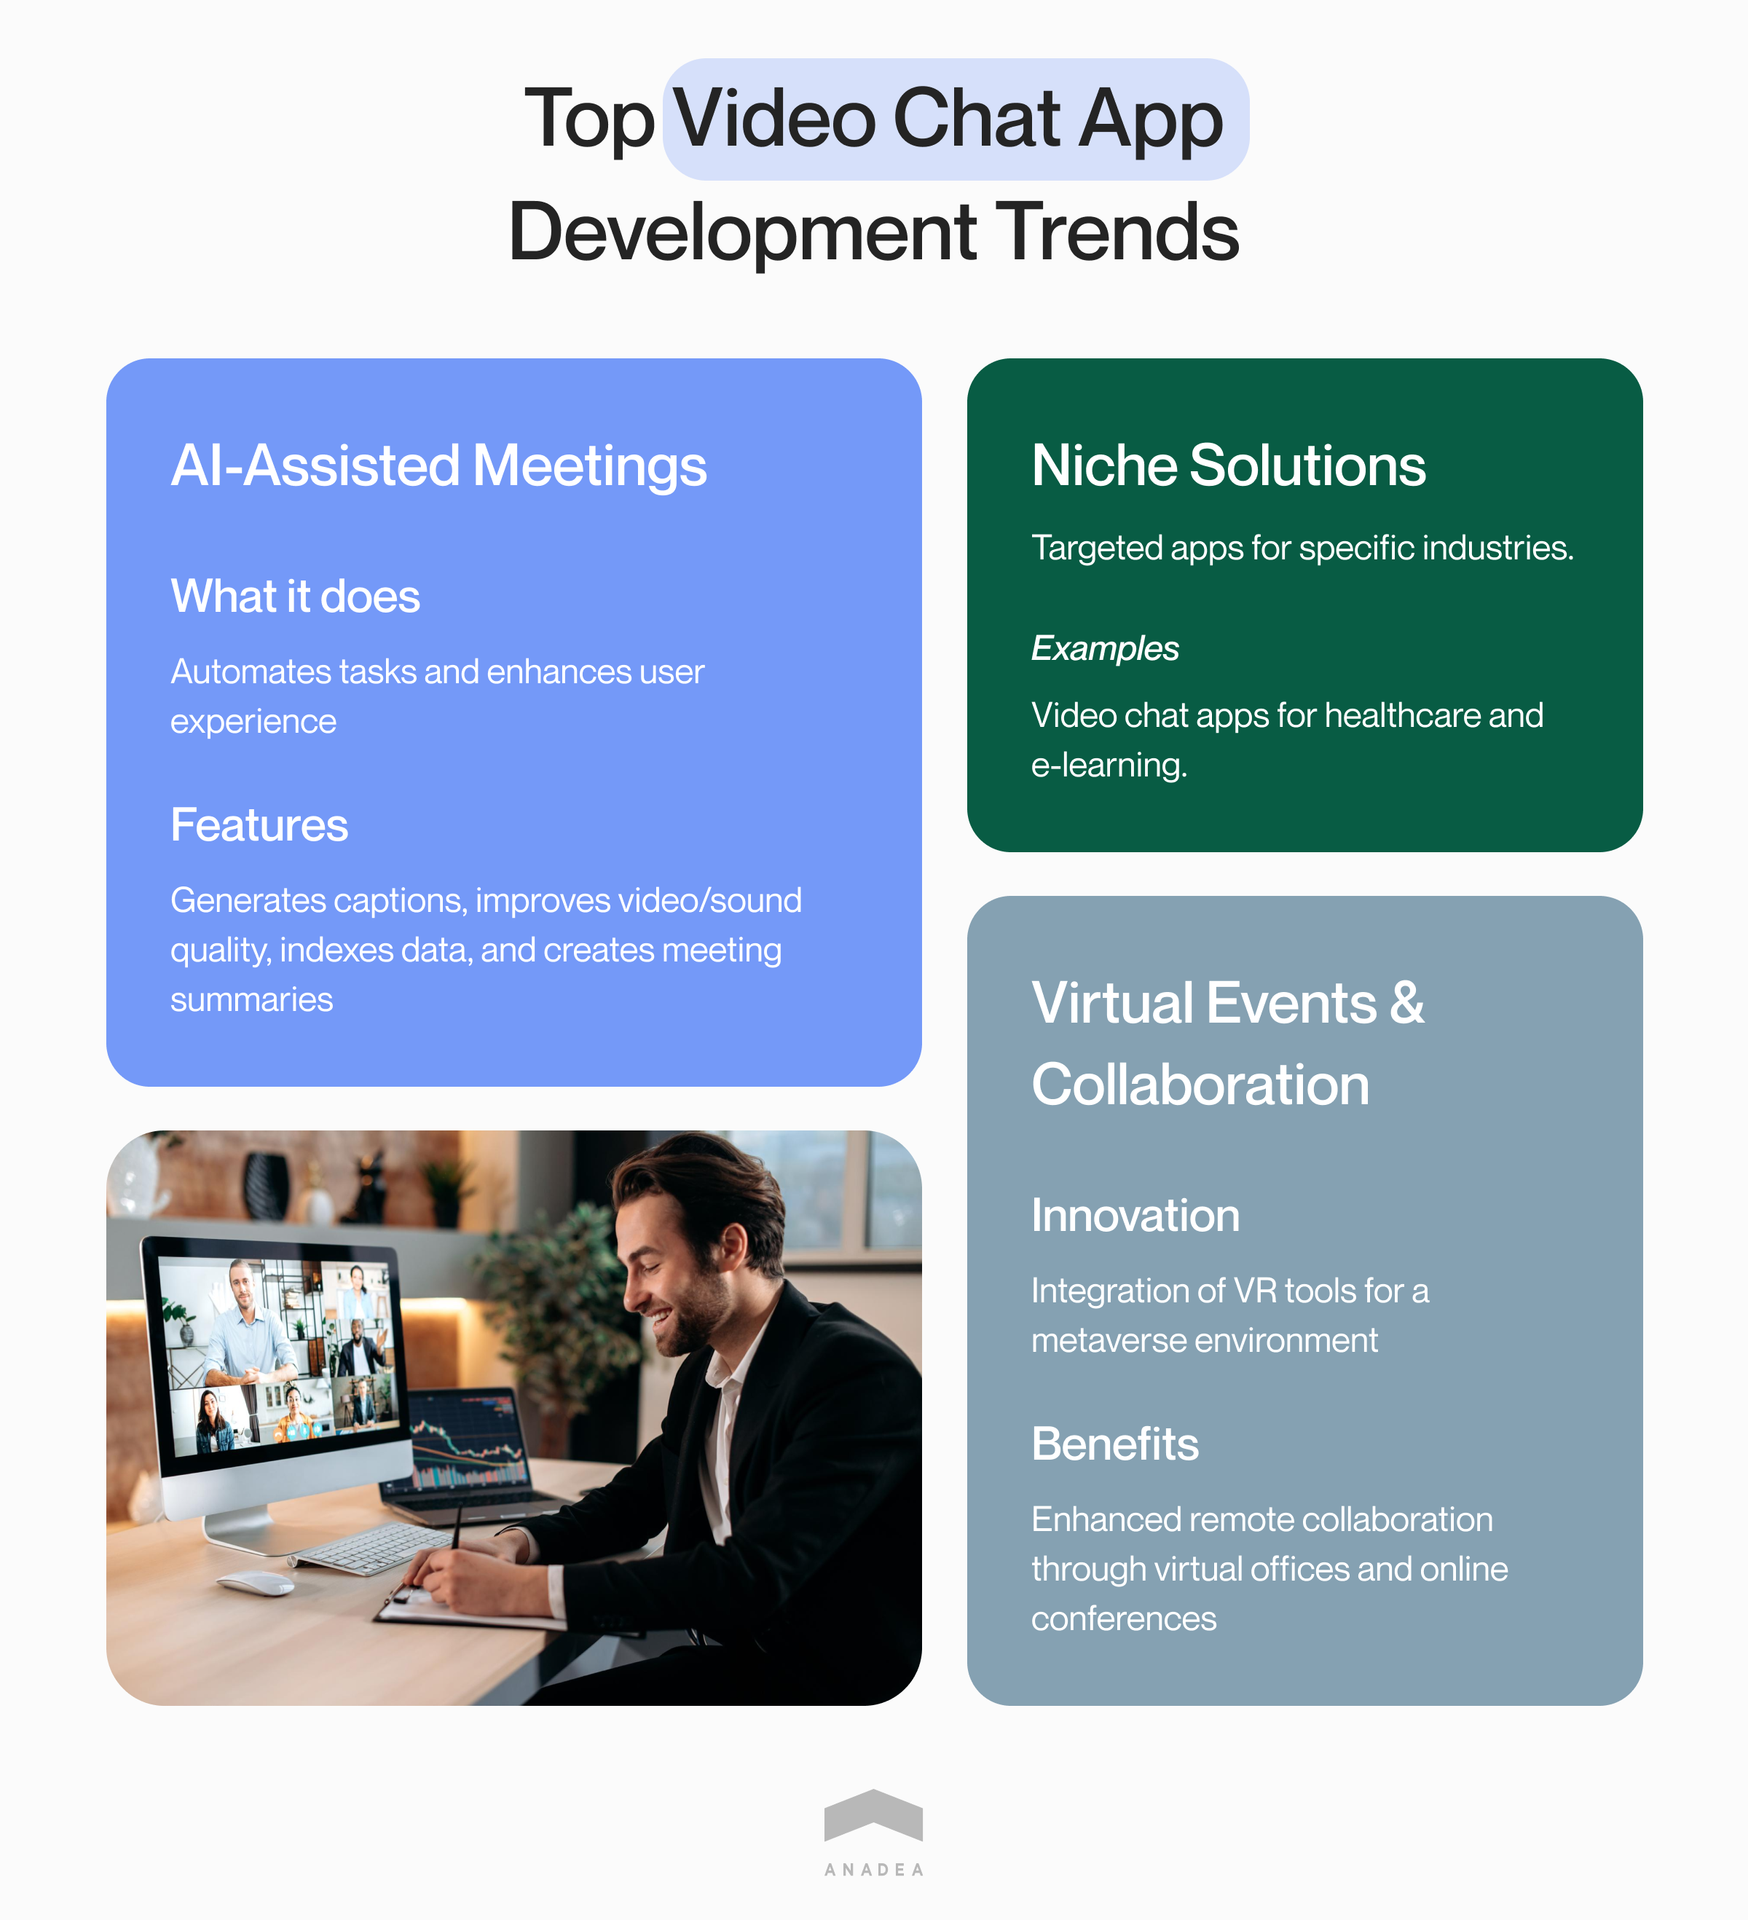 Top Video Chat App
Development Trends
AI-Assisted Meetings
What it does
Automates tasks and enhances user
experience
Features
Generates captions, improves video/sound
quality, indexes data, and creates meeting
summaries
Niche Solutions
Targeted apps for specific industries.
Examples
Video chat apps for healthcare and
e-learning.
Virtual Events &
Collaboration
Innovation
Integration of VR tools for a
metaverse environment
Benefits
Enhanced remote collaboration
through virtual offices and online
conferences
ANADEA